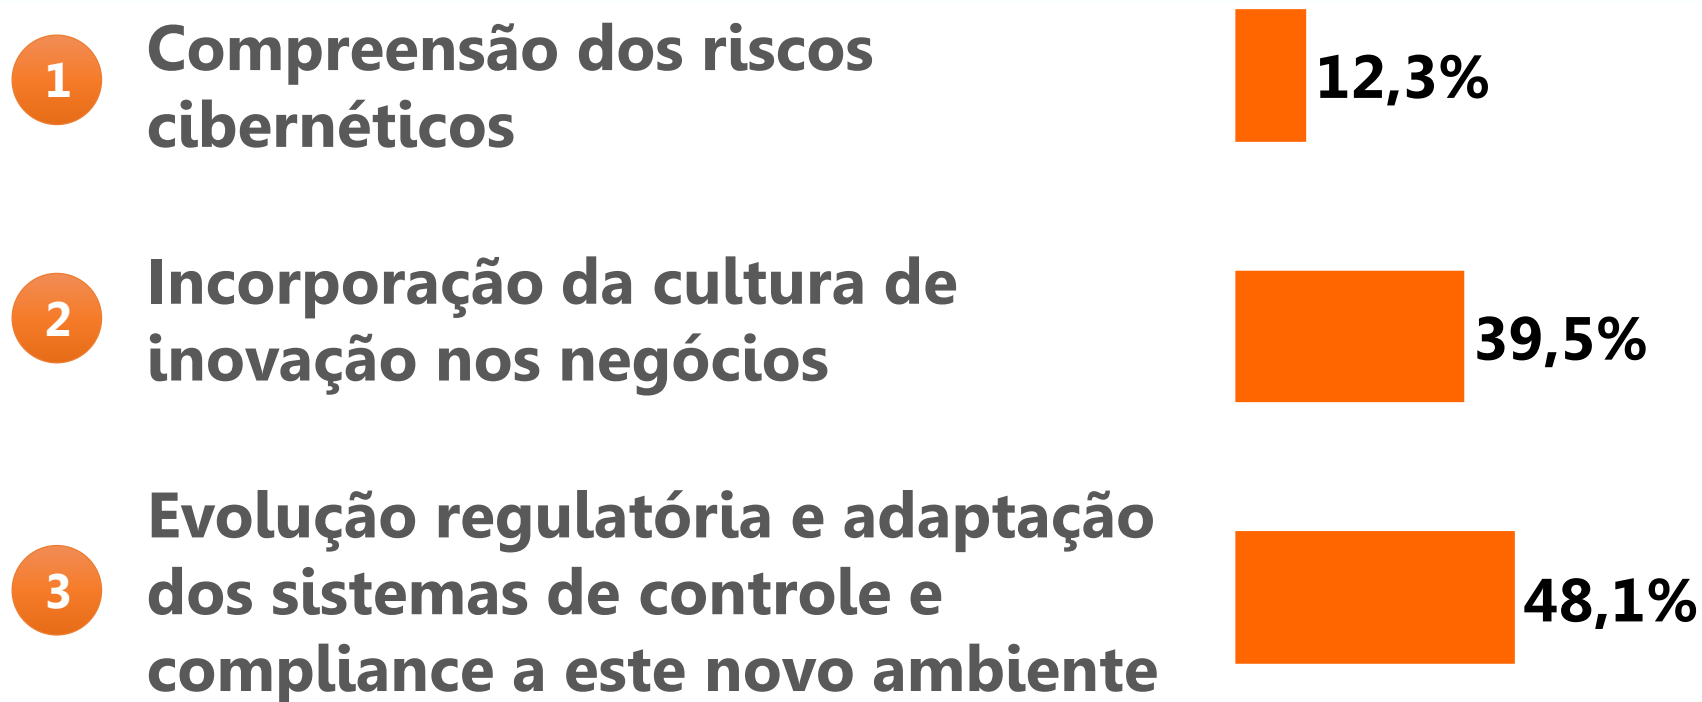 1
Compreensão dos riscos
cibernéticos
12,3%
2
Incorporação da cultura de
inovação nos negócios
39,5%
3
Evolução regulatória e adaptação
dos sistemas de controle e
compliance a este novo ambiente
48,1%